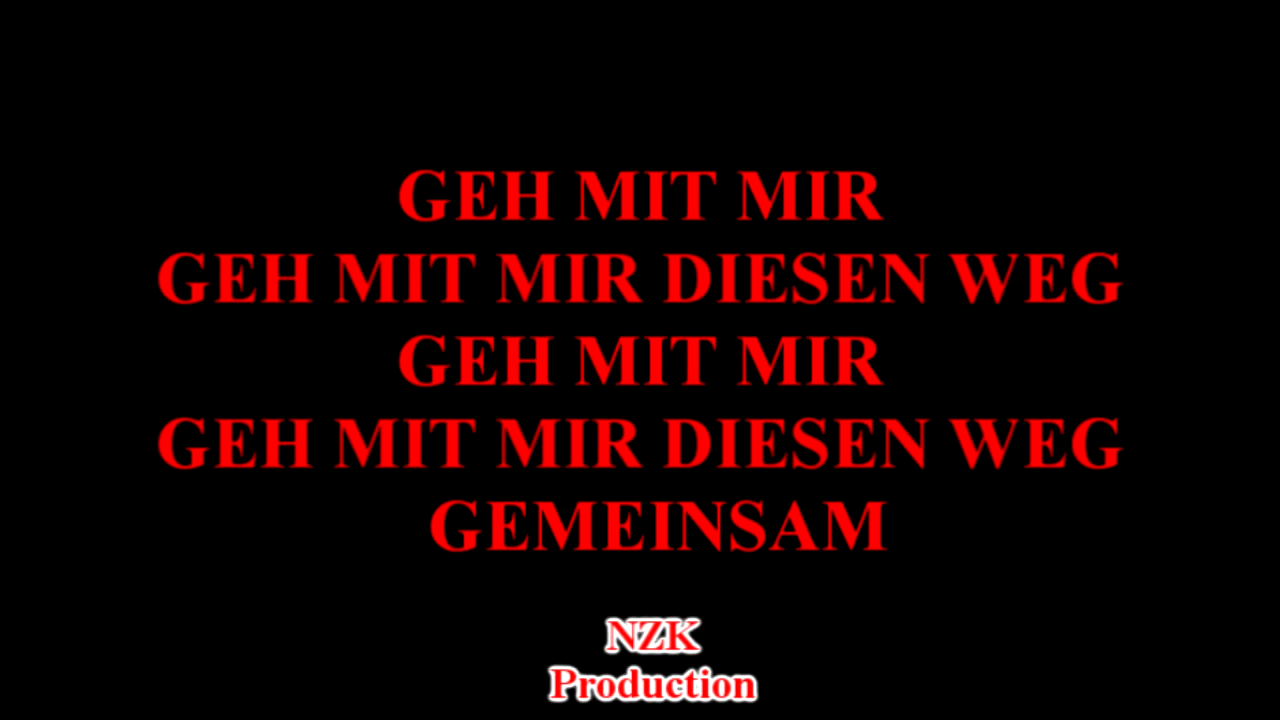 GEH MIT MIR
GEH MIT MIR DIESEN WEG
GEH MIT MIR
GEH MIT MIR DIESEN WEG
GEMEINSAM
NZK
Production